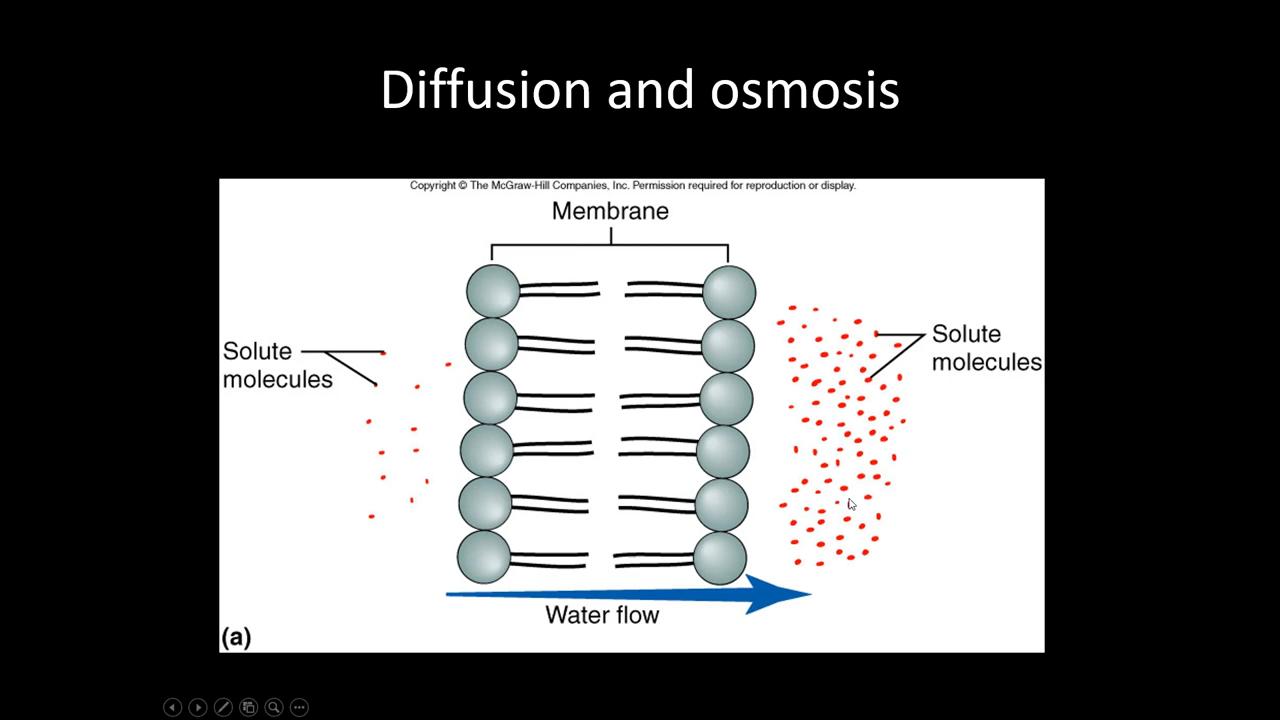 Diffusion and osmosis
Copyright © The McGraw-Hill Companies, Inc. Permission required for reproduction or display.
Membrane
Solute
molecules
Solute
molecules
Water flow
(a)